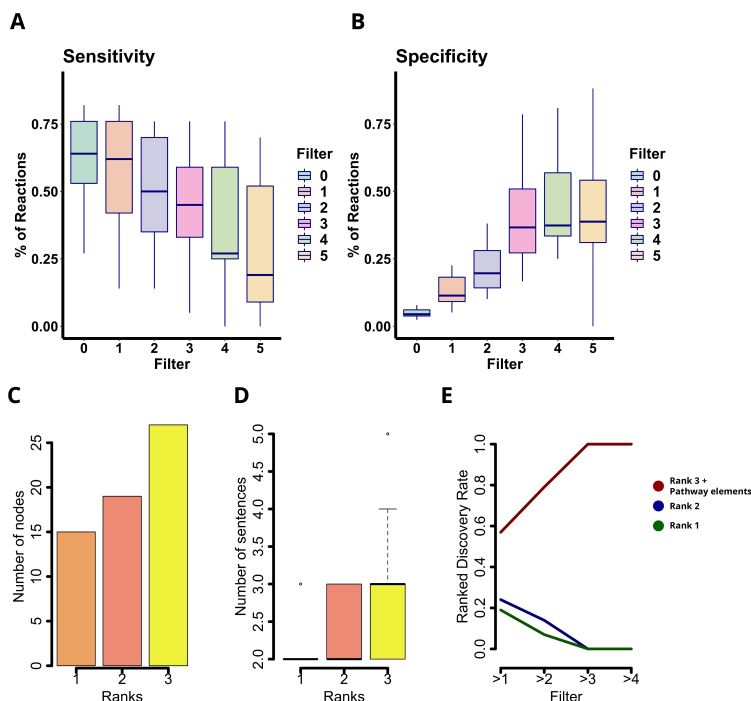 A
Sensitivity
% of Reactions
0.75
0.50
0.25
0.00
0 1 2 3 4 5
Filter
Filter
0
1
2
3
4
5
B
Specificity
% of Reactions
0.75
0.50
0.25
0.00
0 1 2 3 4 5
Filter
Filter
0
1
2
3
4
5
C
Number of nodes
25
20
15
10
5
0
1 2 3
Ranks
D
Number of sentences
5.0
4.5
4.0
3.5
3.0
2.5
2.0
1 2 3
Ranks
E
Ranked Discovery Rate
1.0
0.8
0.6
0.4
0.2
0.0
>1 >2 >3 >4
Filter
Rank 3 +
Pathway elements
Rank 2
Rank 1